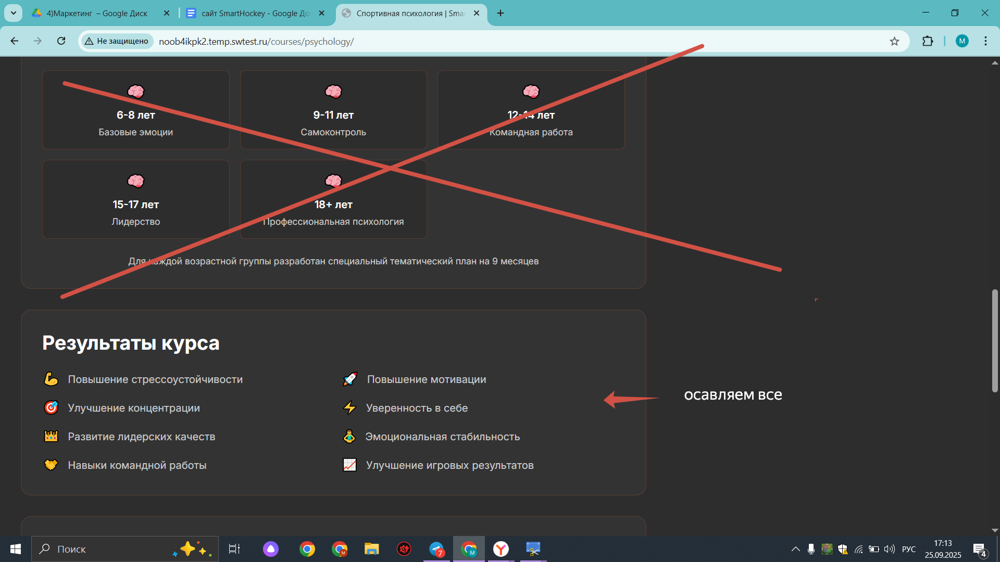 4)Маркетинг – Google Диск
сайт SmartHockey - Google До
Спортивная психология | Smar
Не защищено
noob4ikpk2.temp.swtest.ru/courses/psychology/
M
6-8 лет
Базовые эмоции
9-11 лет
Самоконтроль
12-14 лет
Командная работа
15-17 лет
Лидерство
18+ лет
Профессиональная психология
Для каждой возрастной группы разработан специальный тематический план на 9 месяцев
Результаты курса
Повышение стрессоустойчивости
Повышение мотивации
Улучшение концентрации
Уверенность в себе
Развитие лидерских качеств
Эмоциональная стабильность
Навыки командной работы
Улучшение игровых результатов
осавляем все
Поиск
M
7
M
РУС
17:13
25.09.2025
4